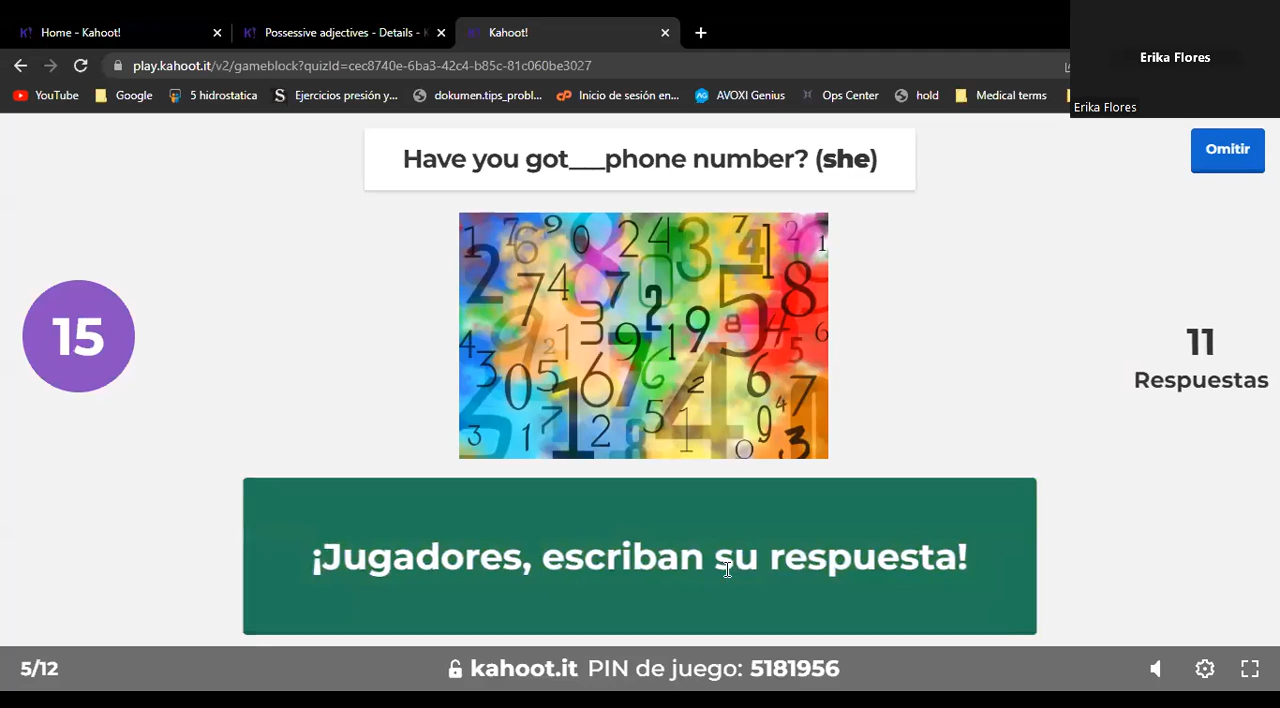 Home - Kahoot!
Possessive adjectives - Details -
Kahoot!
Erika Flores
play.kahoot.it/v2/gameblock?quizId=cec8740e-6ba3-42c4-b85c-81c060be3027
YouTube Google 5 hidrostatica Ejercicios presión y... dokumen.tips_probl... Inicio de sesión en... AVOXI Genius Ops Center hold Medical terms
Erika Flores
Have you got___phone number? (she)
Omitir
15
11
Respuestas
¡Jugadores, escriban su respuesta!
5/12
kahoot.it PIN de juego: 5181956